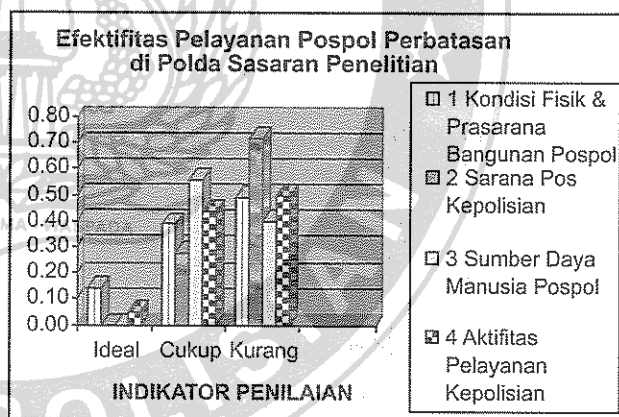 Efektifitas Pelayanan Pospol Perbatasan
di Polda Sasaran Penelitian
0.80
0.70
0.60
0.50
0.40
0.30
0.20
0.10
0.00
Ideal Cukup Kurang
INDIKATOR PENILAIAN
1 Kondisi Fisik &
Prasarana
Bangunan Pospol
2 Sarana Pos
Kepolisian
3 Sumber Daya
Manusia Pospol
4 Aktifitas
Pelayanan
Kepolisian